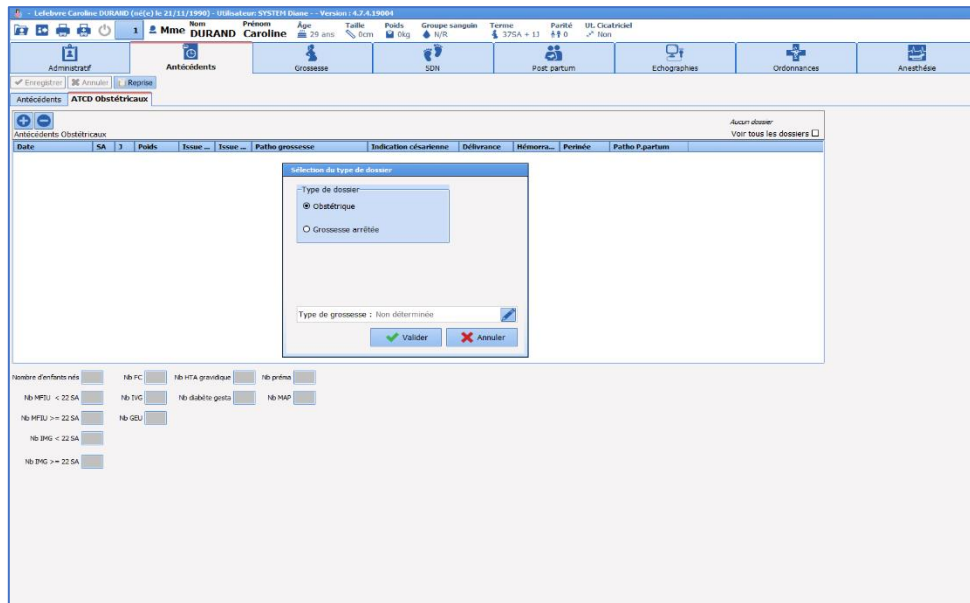 - Lefebvre Caroline DURAND (né(e) le 21/11/1990) - Utilisateur: SYSTEM Diane - - Version : 4.7.4.19004
1 Mme Nom DURAND Prénom Caroline Âge 29 ans Taille 0cm Poids 0kg Groupe sanguin N/R Terme 37SA + 1J Parité 0 Ut. Cicatriciel Non
Administratif Antécédents Grossesse SDN Post partum Echographies Ordonnances Anesthésie
Enregistrer Annuler Reprise
Antécédents ATCD Obstétricaux
Aucun dossier
Antécédents Obstétricaux Voir tous les dossiers
Date SA J Poids Issue ... Issue ... Patho grossesse Indication césarienne Délivrance Hémorra... Perinée Patho P.partum
Sélection du type de dossier
Type de dossier
Obstétrique
Grossesse arrêtée
Type de grossesse : Non déterminée
Valider Annuler
Nombre d'enfants nés Nb FC Nb HTA gravidique Nb préma
Nb MFIU < 22 SA Nb IVG Nb diabète gesta Nb MAP
Nb MFIU >= 22 SA Nb GEU
Nb IMG < 22 SA
Nb IMG >= 22 SA